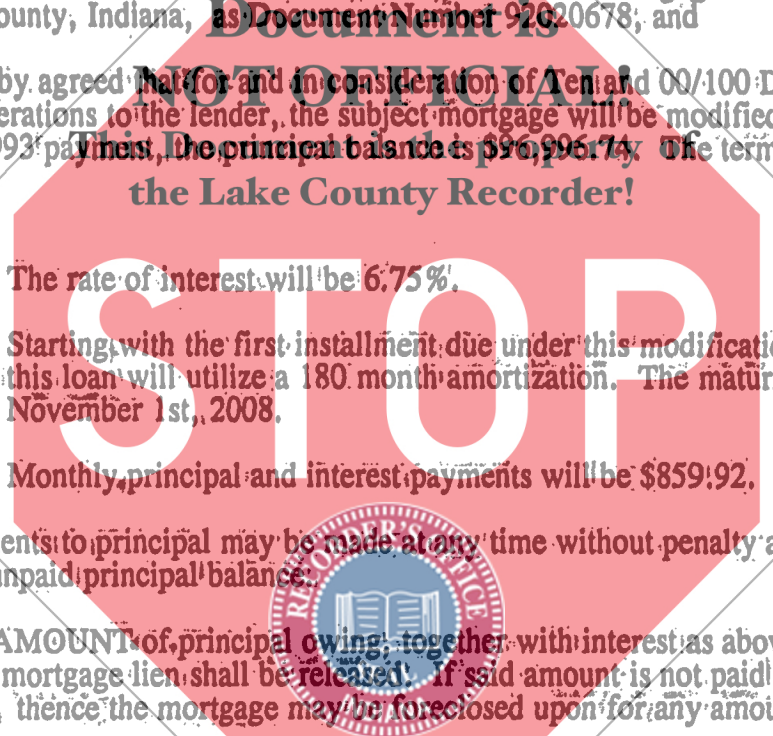 ounty, Indiana, as Document Number 92020678; and
Document is
by agreed that for and in consideration of Ten and 00/100 D
NOT OFFICIAL!
erations to the lender, the subject mortgage will be modified
993 payment, the principal balance is $96,996.74. The term
This Document is the property of
the Lake County Recorder!
The rate of interest will be 6.75%.
STOP
Starting with the first installment due under this modificatio
this loan will utilize a 180 month amortization. The matur
November 1st, 2008.
Monthly principal and interest payments will be $859.92.
ents to principal may be made at any time without penalty a
unpaid principal balance.
RECORDER'S OFFICE
AMOUNT of principal owing, together with interest as abov
mortgage lien shall be released. If said amount is not paid
thence the mortgage may be foreclosed upon for any amou